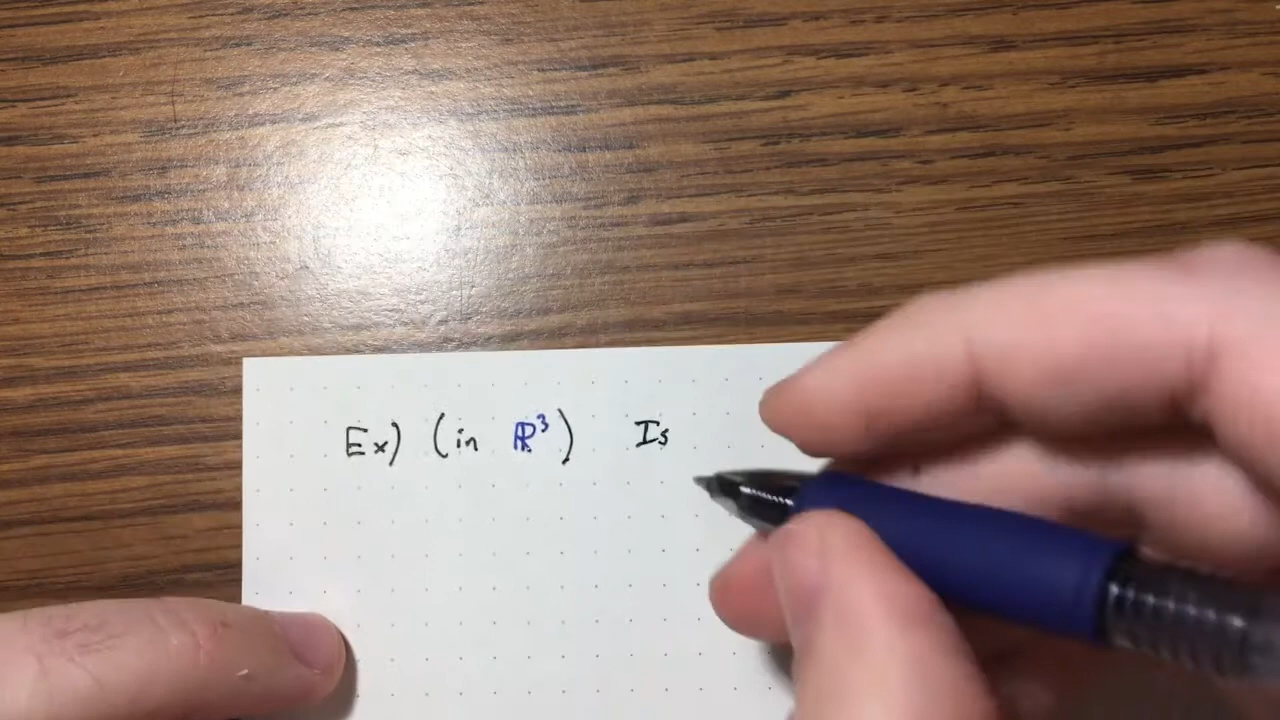 Ex) (in ℝ³) Is